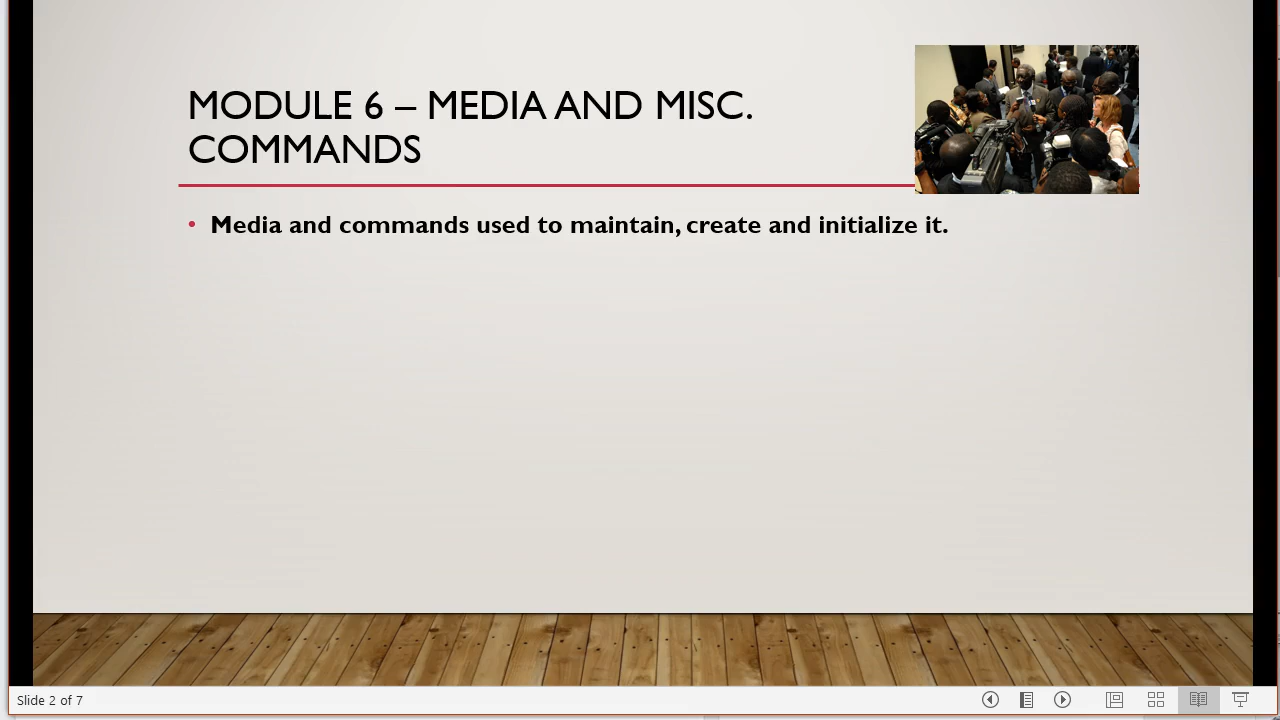 MODULE 6 – MEDIA AND MISC.
COMMANDS
• Media and commands used to maintain, create and initialize it.
Slide 2 of 7